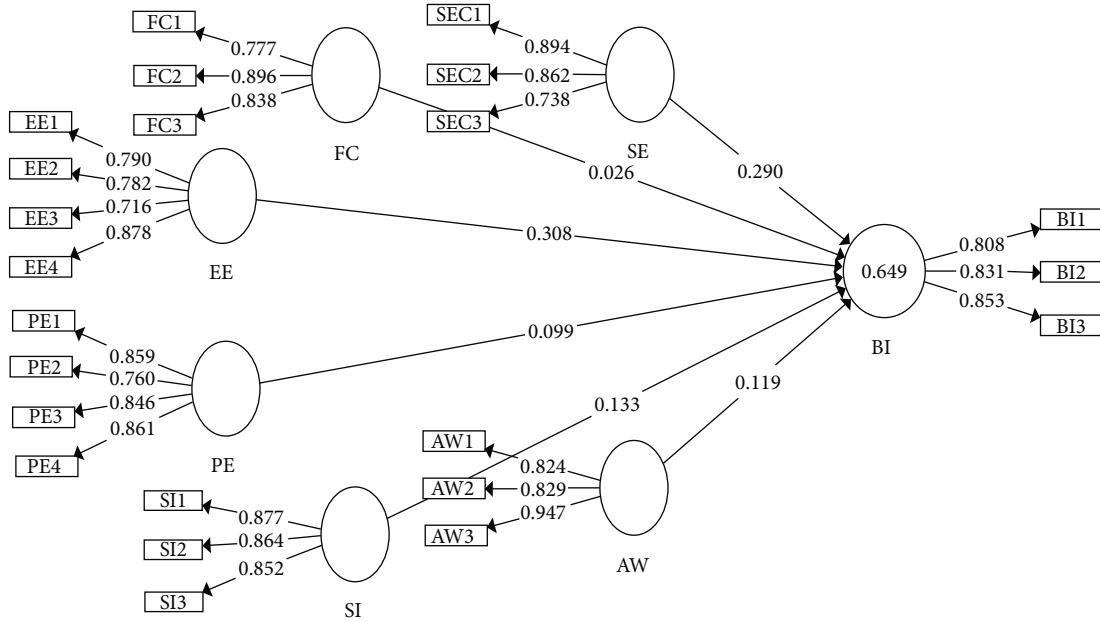 FC1
0.777
FC2
0.896
FC3
0.838
FC
SEC1
0.894
SEC2
0.862
SEC3
0.738
SE
EE1
0.790
EE2
0.782
EE3
0.716
EE4
0.878
EE
0.026
0.290
0.308
0.649
BI
0.808
BI1
0.831
BI2
0.853
BI3
PE1
0.859
PE2
0.760
PE3
0.846
PE4
0.861
PE
0.099
0.133
0.119
AW1
0.824
AW2
0.829
AW3
0.947
AW
SI1
0.877
SI2
0.864
SI3
0.852
SI